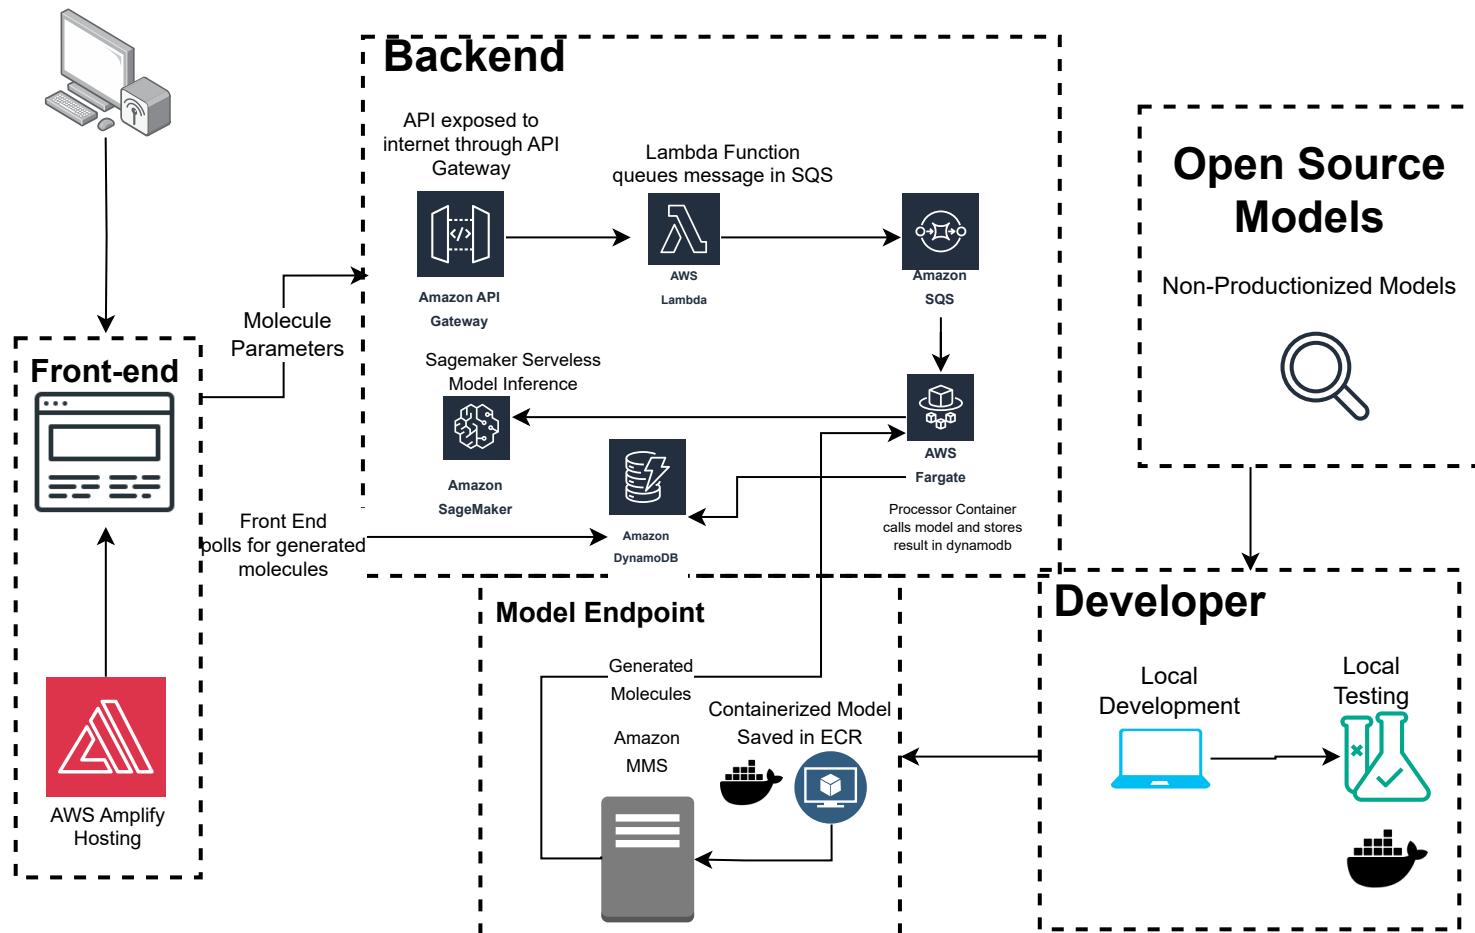 Backend
API exposed to
internet through API
Gateway
Lambda Function
queues message in SQS
Amazon API
Gateway
AWS
Lambda
Amazon
SQS
Molecule
Parameters
Front-end
Sagemaker Serveless
Model Inference
Amazon
SageMaker
AWS
Fargate
Processor Container
calls model and stores
result in dynamodb
Amazon
DynamoDB
Front End
polls for generated
molecules
AWS Amplify
Hosting
Open Source
Models
Non-Productionized Models
Model Endpoint
Generated
Molecules
Amazon
MMS
Containerized Model
Saved in ECR
Developer
Local
Development
Local
Testing